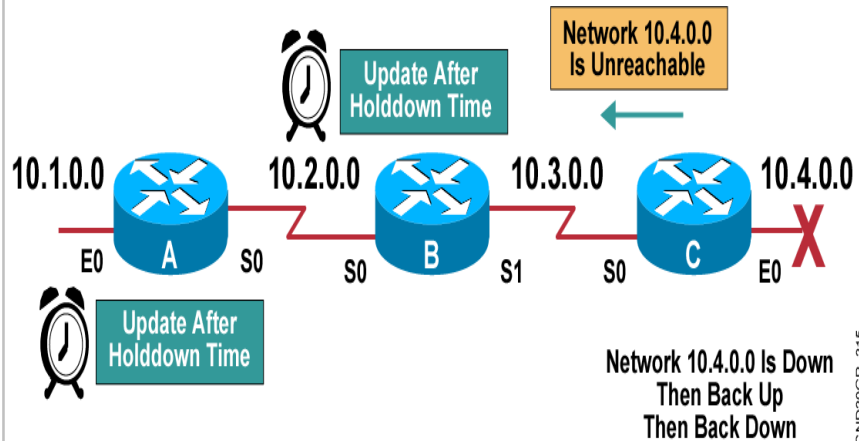 Network 10.4.0.0
Is Unreachable
Update After
Holddown Time
10.1.0.0
10.2.0.0
10.3.0.0
10.4.0.0
E0
A
S0
S0
B
S1
S0
C
E0
Update After
Holddown Time
Network 10.4.0.0 Is Down
Then Back Up
Then Back Down